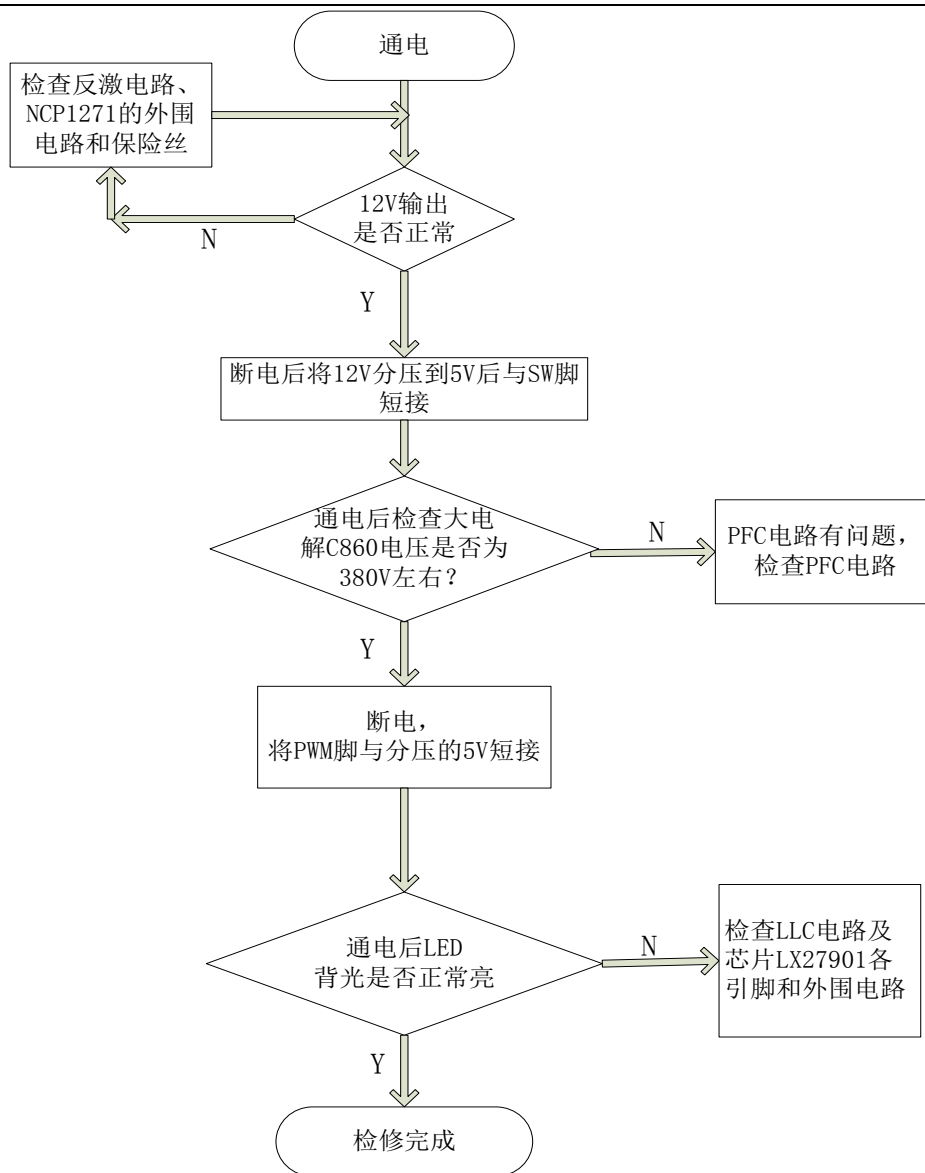 通电
检查反激电路、
NCP1271的外围
电路和保险丝
12V输出
是否正常
N
Y
断电后将12V分压到5V后与SW脚
短接
通电后检查大电
解C860电压是否为
380V左右?
N
PFC电路有问题,
检查PFC电路
Y
断电,
将PWM脚与分压的5V短接
通电后LED
背光是否正常亮
N
检查LLC电路及
芯片LX27901各
引脚和外围电路
Y
检修完成